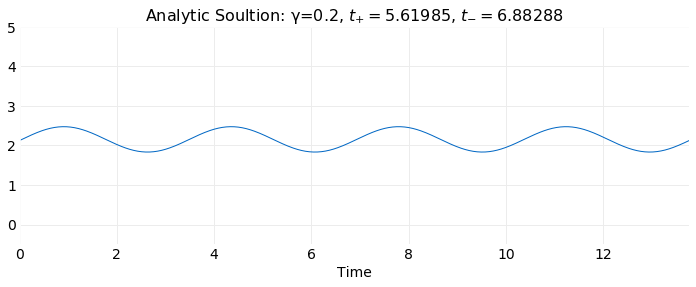 Analytic Soultion: γ=0.2, t₊ = 5.61985, t₋ = 6.88288
5
4
3
2
1
0
0 2 4 6 8 10 12
Time